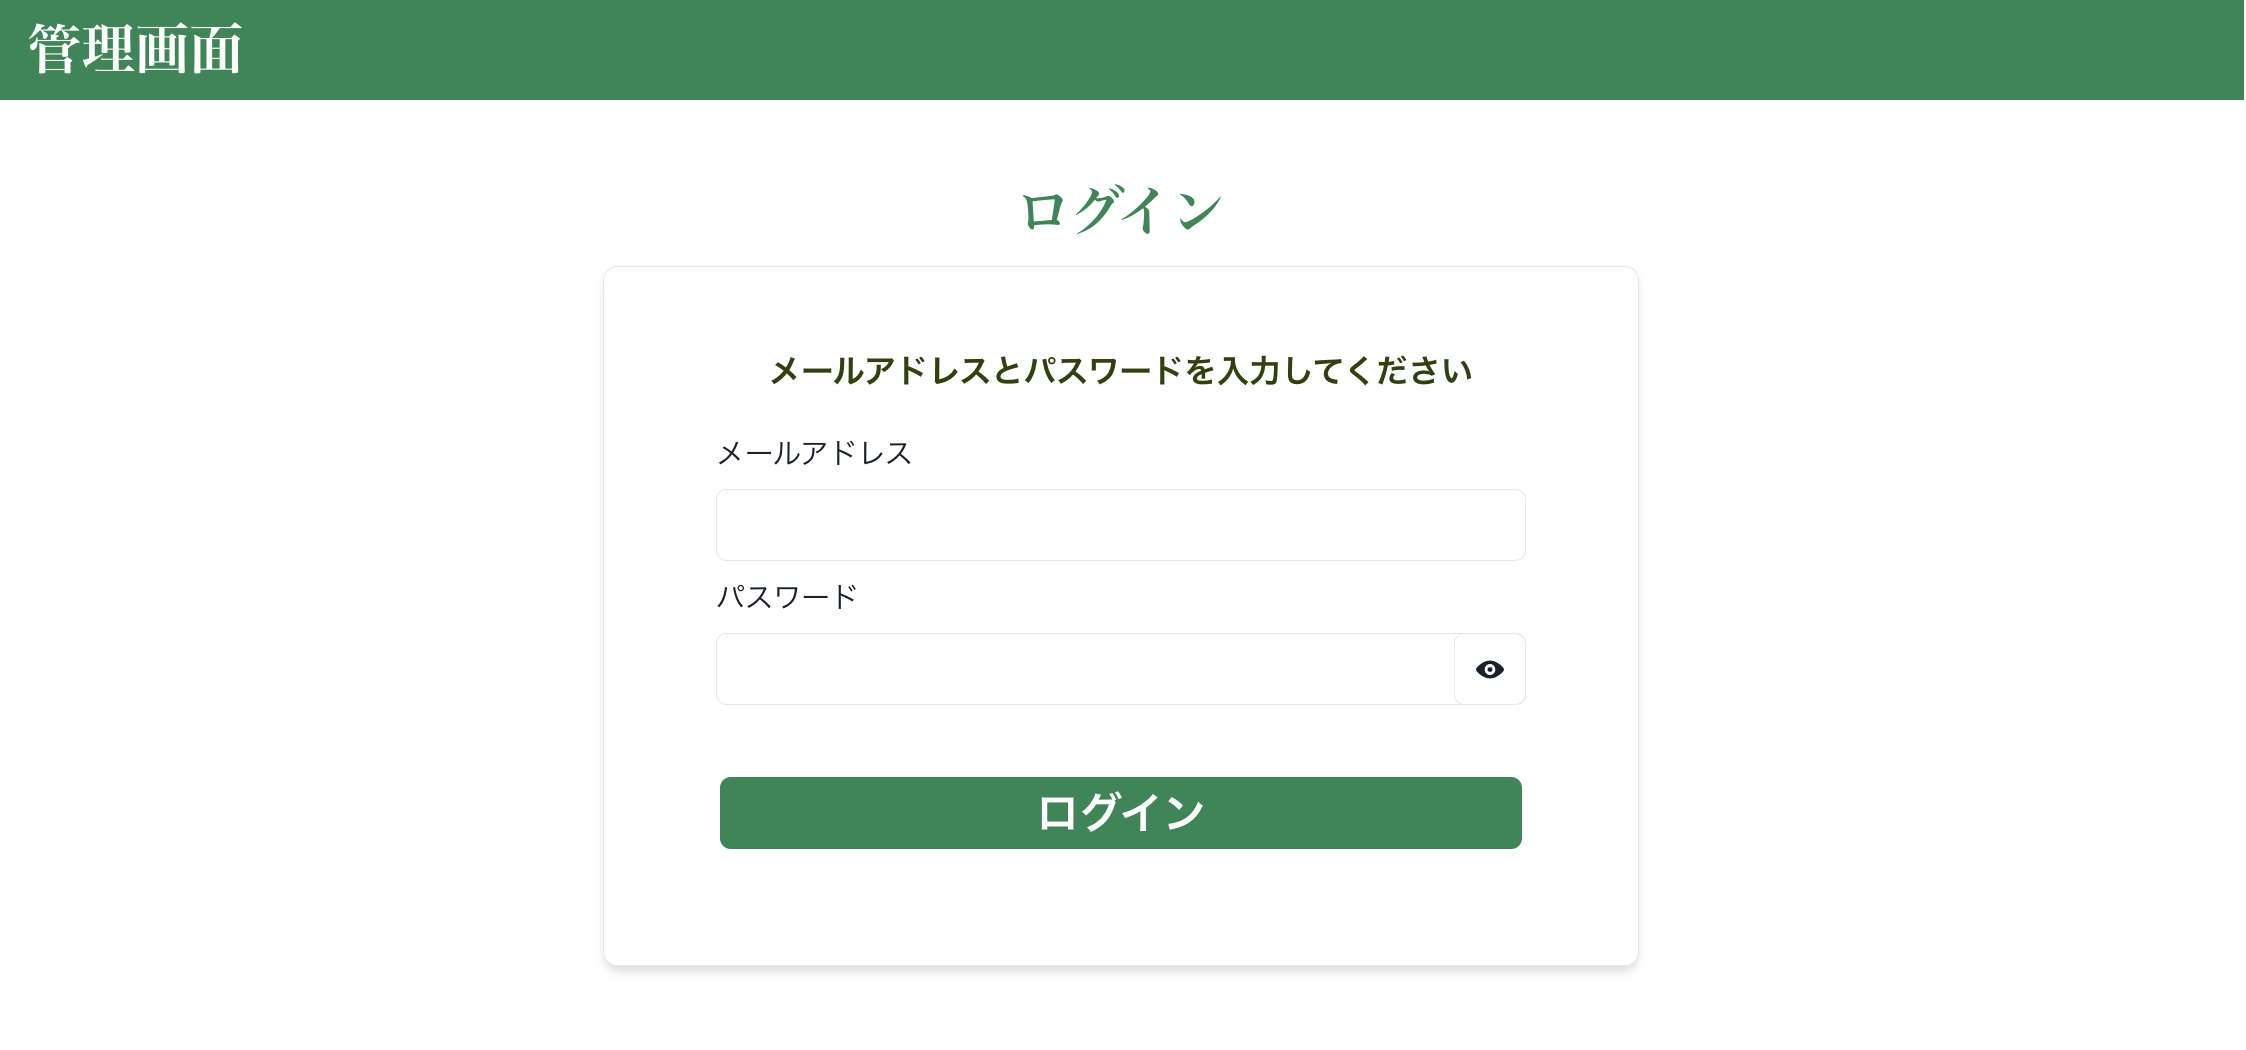 管理画面
ログイン
メールアドレスとパスワードを入力してください
メールアドレス
パスワード
ログイン